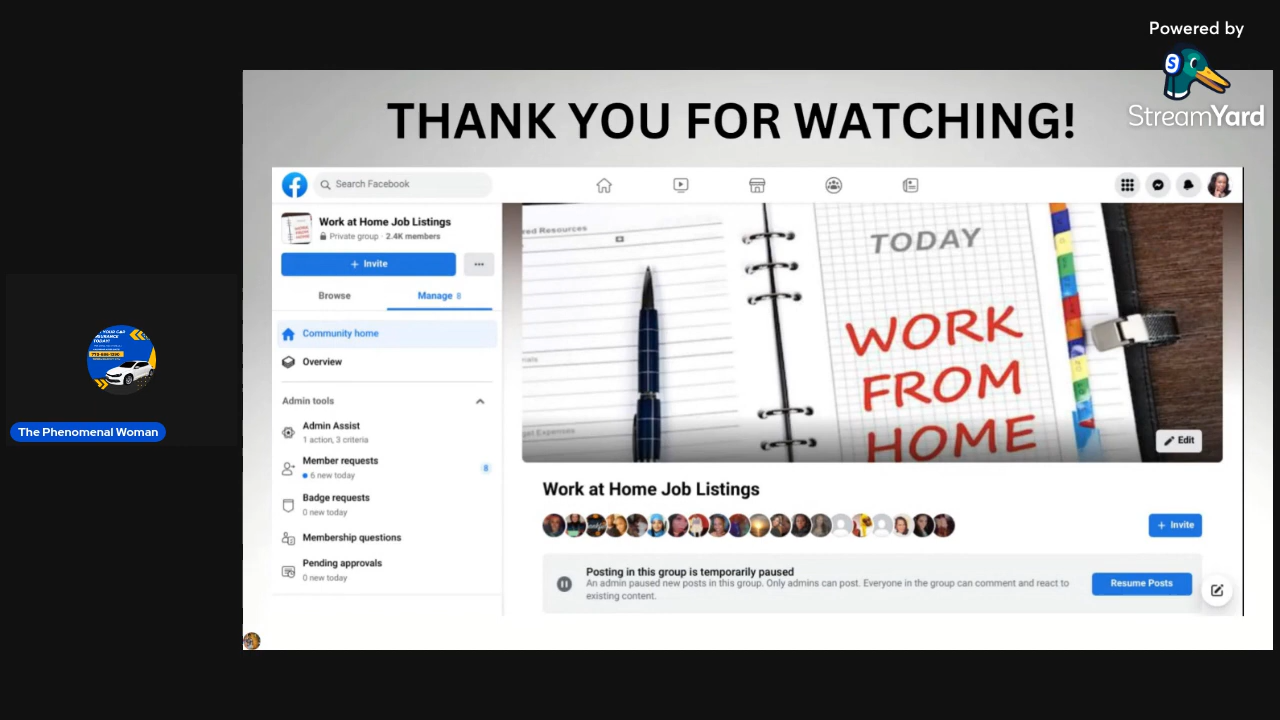 Powered by
StreamYard
THANK YOU FOR WATCHING!
Search Facebook
Work at Home Job Listings
Private group · 2.4K members
+ Invite
Browse
Manage 8
Community home
Overview
Admin tools
Admin Assist
1 action, 3 criteria
Member requests
8
6 new today
Badge requests
0 new today
Membership questions
Pending approvals
0 new today
TODAY
WORK
FROM
HOME
Edit
Work at Home Job Listings
+ Invite
Posting in this group is temporarily paused
An admin paused new posts in this group. Only admins can post. Everyone in the group can comment and react to
existing content.
Resume Posts
YOUR CAR
TODAY!
The Phenomenal Woman